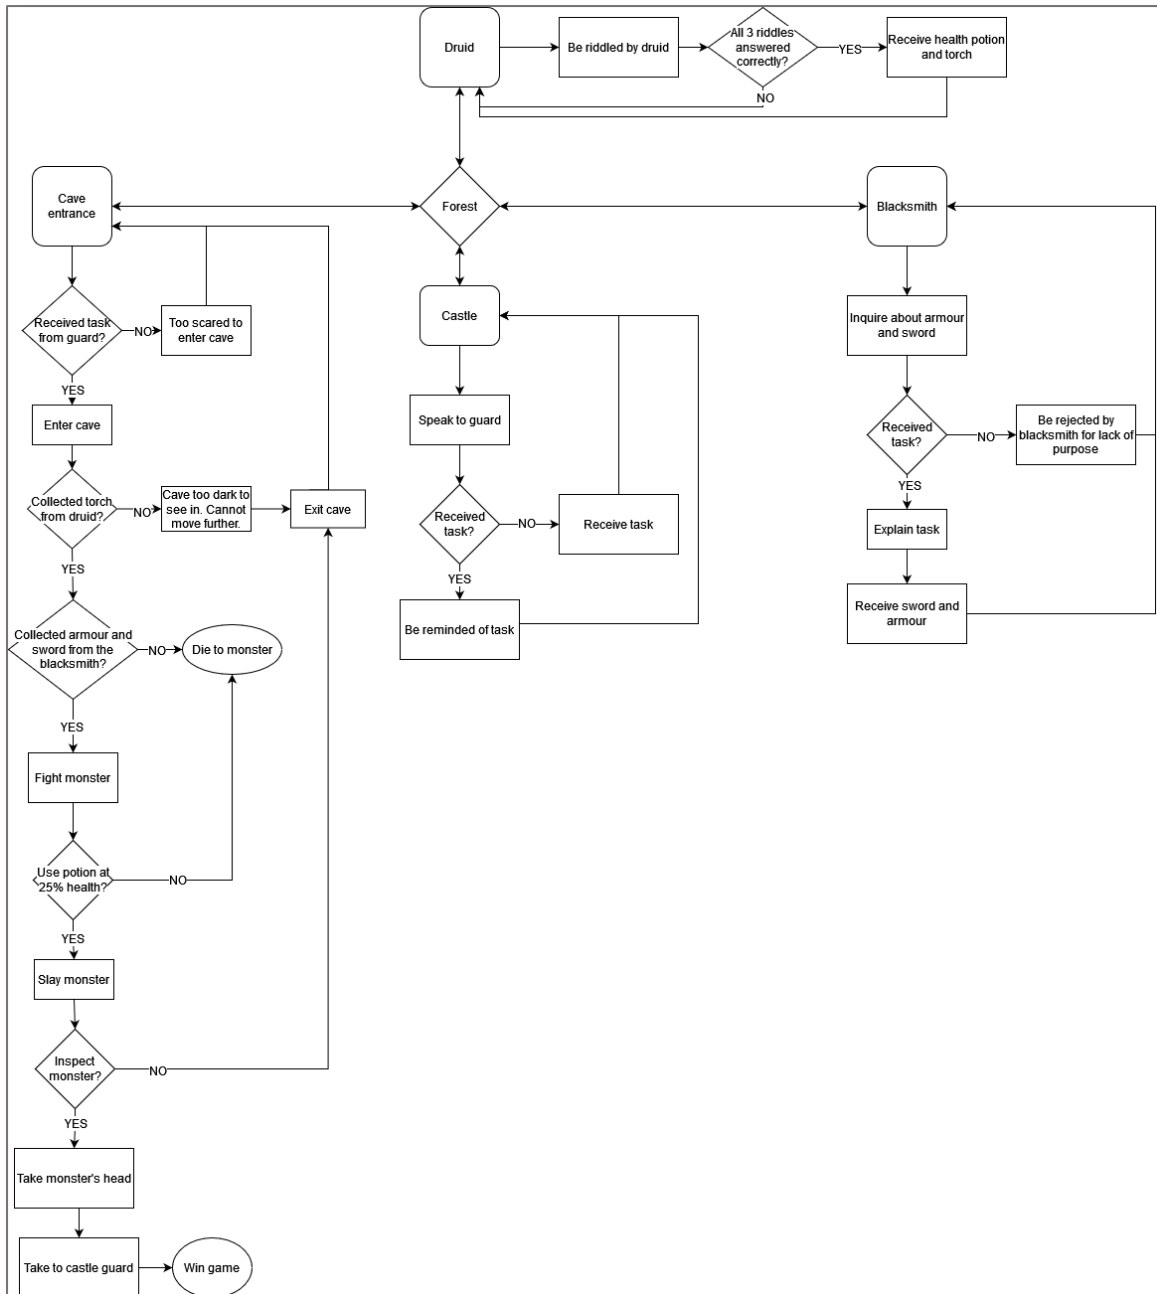 Druid
Be riddled by druid
All 3 riddles
answered
correctly?
YES
Receive health potion
and torch
NO
Cave
entrance
Forest
Blacksmith
Received task
from guard?
NO
Too scared to
enter cave
YES
Enter cave
Collected torch
from druid?
NO
Cave too dark to
see in. Cannot
move further.
Exit cave
YES
Collected armour and
sword from the
blacksmith?
NO
Die to monster
YES
Fight monster
Use potion at
25% health?
NO
YES
Slay monster
Inspect
monster?
NO
YES
Take monster's head
Take to castle guard
Win game
Castle
Speak to guard
Received
task?
NO
Receive task
YES
Be reminded of task
Inquire about armour
and sword
Received
task?
NO
Be rejected by
blacksmith for lack of
purpose
YES
Explain task
Receive sword and
armour